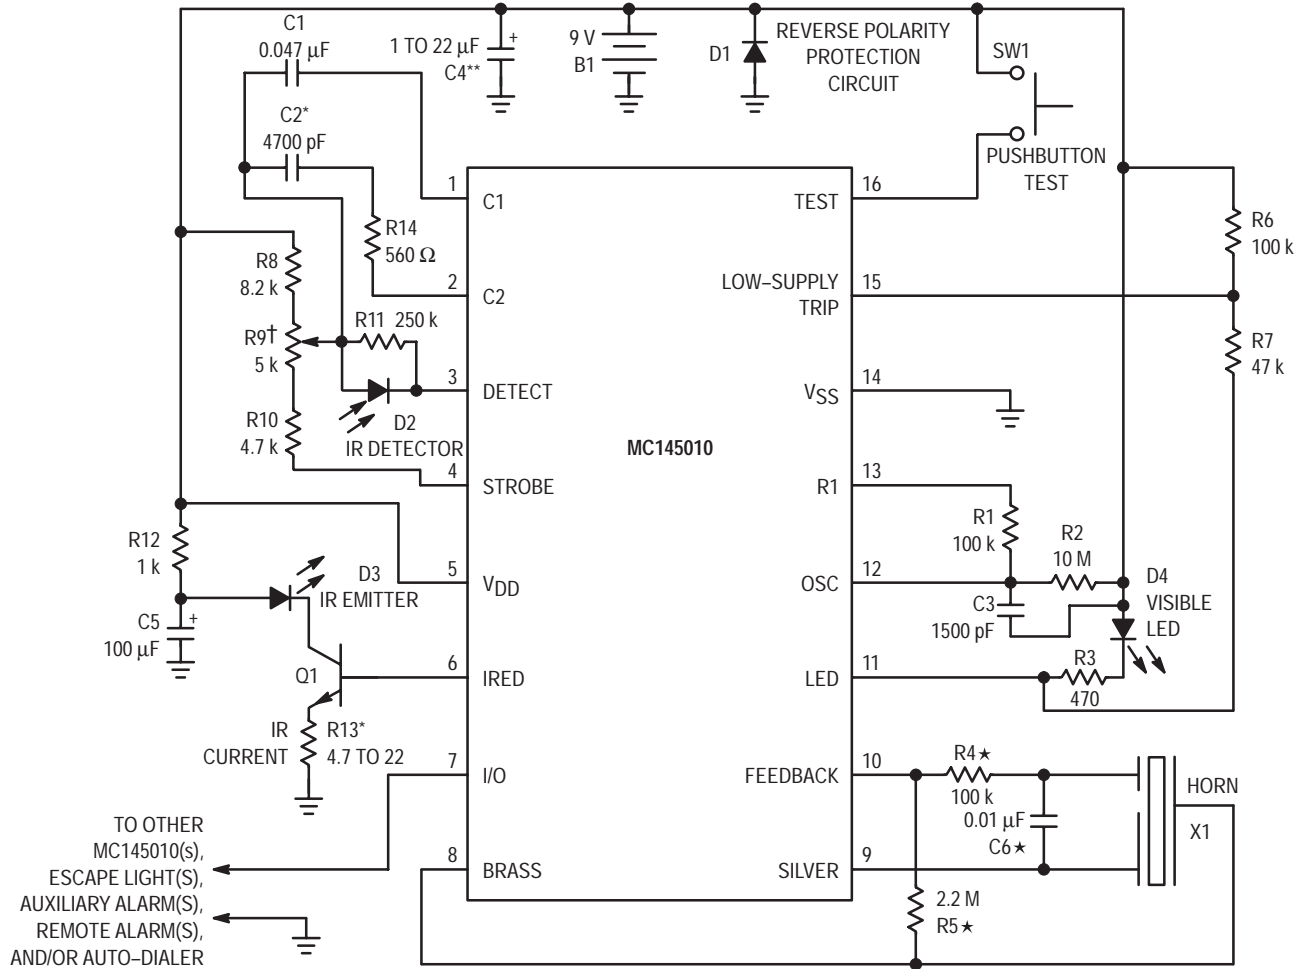 C1
0.047 μF
C2*
4700 pF
1 TO 22 μF
+
C4**
9 V
B1
D1
REVERSE POLARITY
PROTECTION
CIRCUIT
SW1
PUSHBUTTON
TEST
R14
560 Ω
R8
8.2 k
R9†
5 k
R10
4.7 k
R11 250 k
D2
IR DETECTOR
R12
1 k
C5
+
100 μF
D3
IR EMITTER
Q1
IR
CURRENT
R13*
4.7 TO 22
MC145010
1
C1
2
C2
3
DETECT
4
STROBE
5
VDD
6
IRED
7
I/O
8
BRASS
16
TEST
15
LOW–SUPPLY
TRIP
14
VSS
13
R1
12
OSC
11
LED
10
FEEDBACK
9
SILVER
R6
100 k
R7
47 k
R1
100 k
R2
10 M
C3
1500 pF
D4
VISIBLE
LED
R3
470
R4★
100 k
0.01 μF
C6★
HORN
X1
2.2 M
R5★
TO OTHER
MC145010(s),
ESCAPE LIGHT(S),
AUXILIARY ALARM(S),
REMOTE ALARM(S),
AND/OR AUTO–DIALER